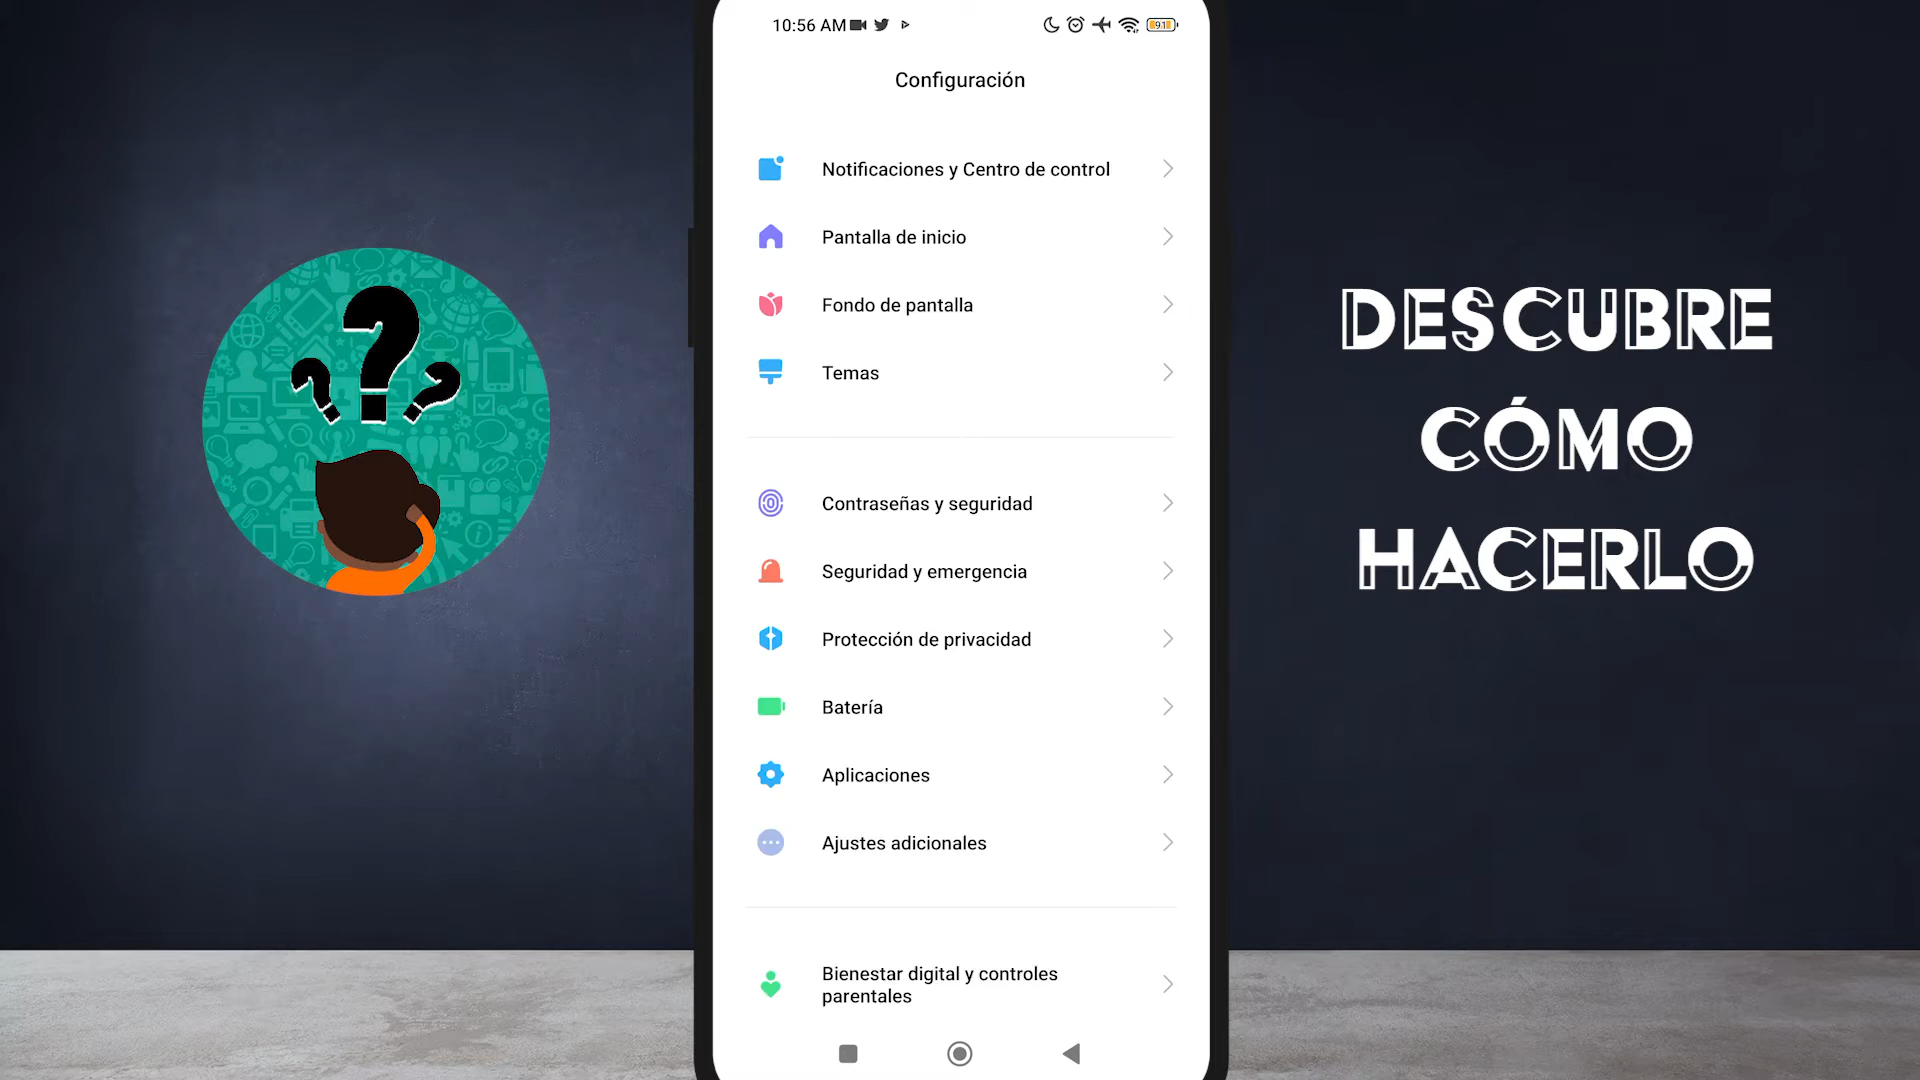 10:56 AM
91
Configuración
Notificaciones y Centro de control
Pantalla de inicio
Fondo de pantalla
Temas
Contraseñas y seguridad
Seguridad y emergencia
Protección de privacidad
Batería
Aplicaciones
Ajustes adicionales
Bienestar digital y controles
parentales
DESCUBRE
CÓMO
HACERLO